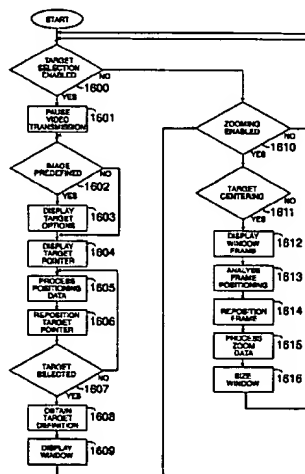 START
TARGET
SELECTION
ENABLED
NO
1600
YES
PAUSE
VIDEO
TRANSMISSION
1601
IMAGE
PREDEFINED
NO
1602
YES
DISPLAY
TARGET
OPTIONS
1603
DISPLAY
TARGET
POINTER
1604
PROCESS
POSITIONING
DATA
1605
REPOSITION
TARGET
POINTER
1606
TARGET
SELECTED
NO
1607
YES
OBTAIN
TARGET
DEFINITION
1608
DISPLAY
WINDOW
1609
ZOOMING
ENABLED
NO
1610
YES
TARGET
CENTERING
1611
YES
DISPLAY
WINDOW
FRAME
1612
ANALYSE
FRAME
POSITIONING
1613
REPOSITION
FRAME
1614
PROCESS
ZOOM
DATA
1615
SIZE
WINDOW
1616